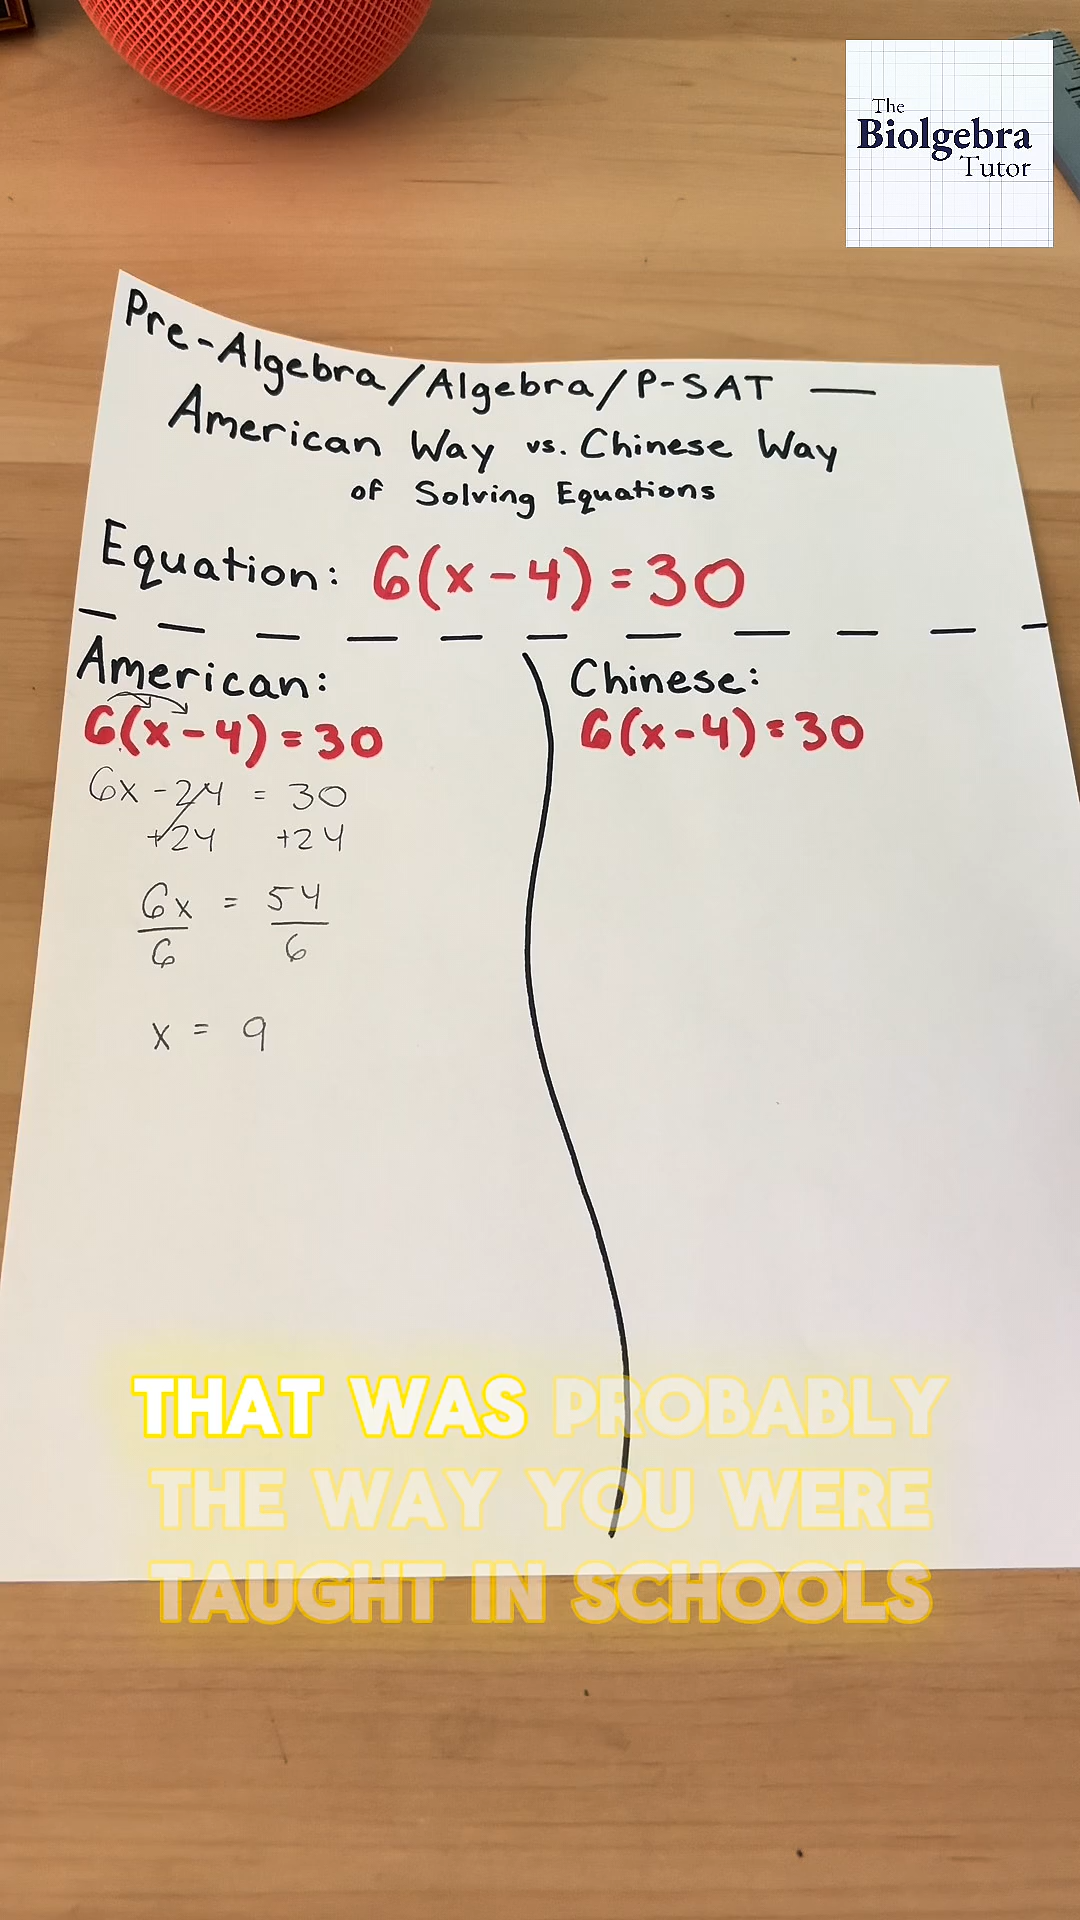 The
Biolgebra
Tutor
Pre-Algebra/Algebra/P-SAT —
American Way vs. Chinese Way
of Solving Equations
Equation: 6(x-4)=30
American:
6(x-4)=30
6x-24 = 30
+24 +24
6x = 54
6 6
x = 9
Chinese:
6(x-4)=30
THAT WAS PROBABLY
THE WAY YOU WERE
TAUGHT IN SCHOOLS